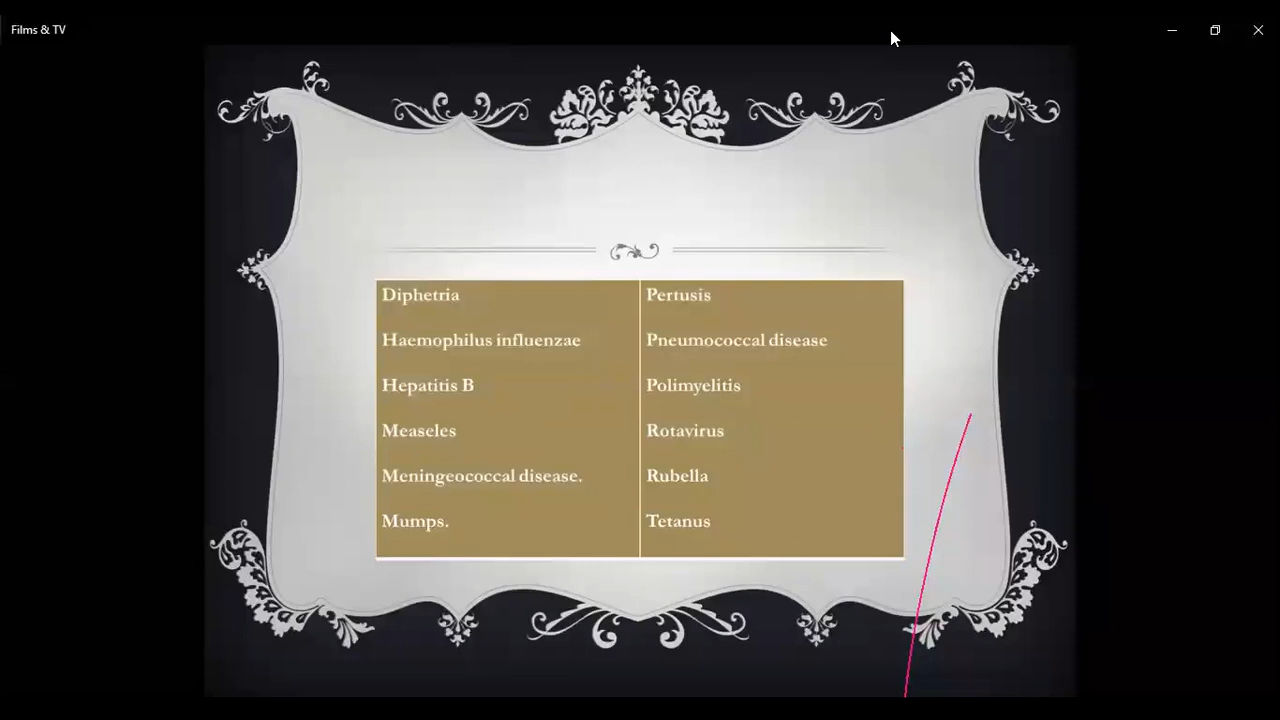 Films & TV
Diphetria
Haemophilus influenzae
Hepatitis B
Measeles
Meningeococcal disease.
Mumps.
Pertusis
Pneumococcal disease
Polimyelitis
Rotavirus
Rubella
Tetanus